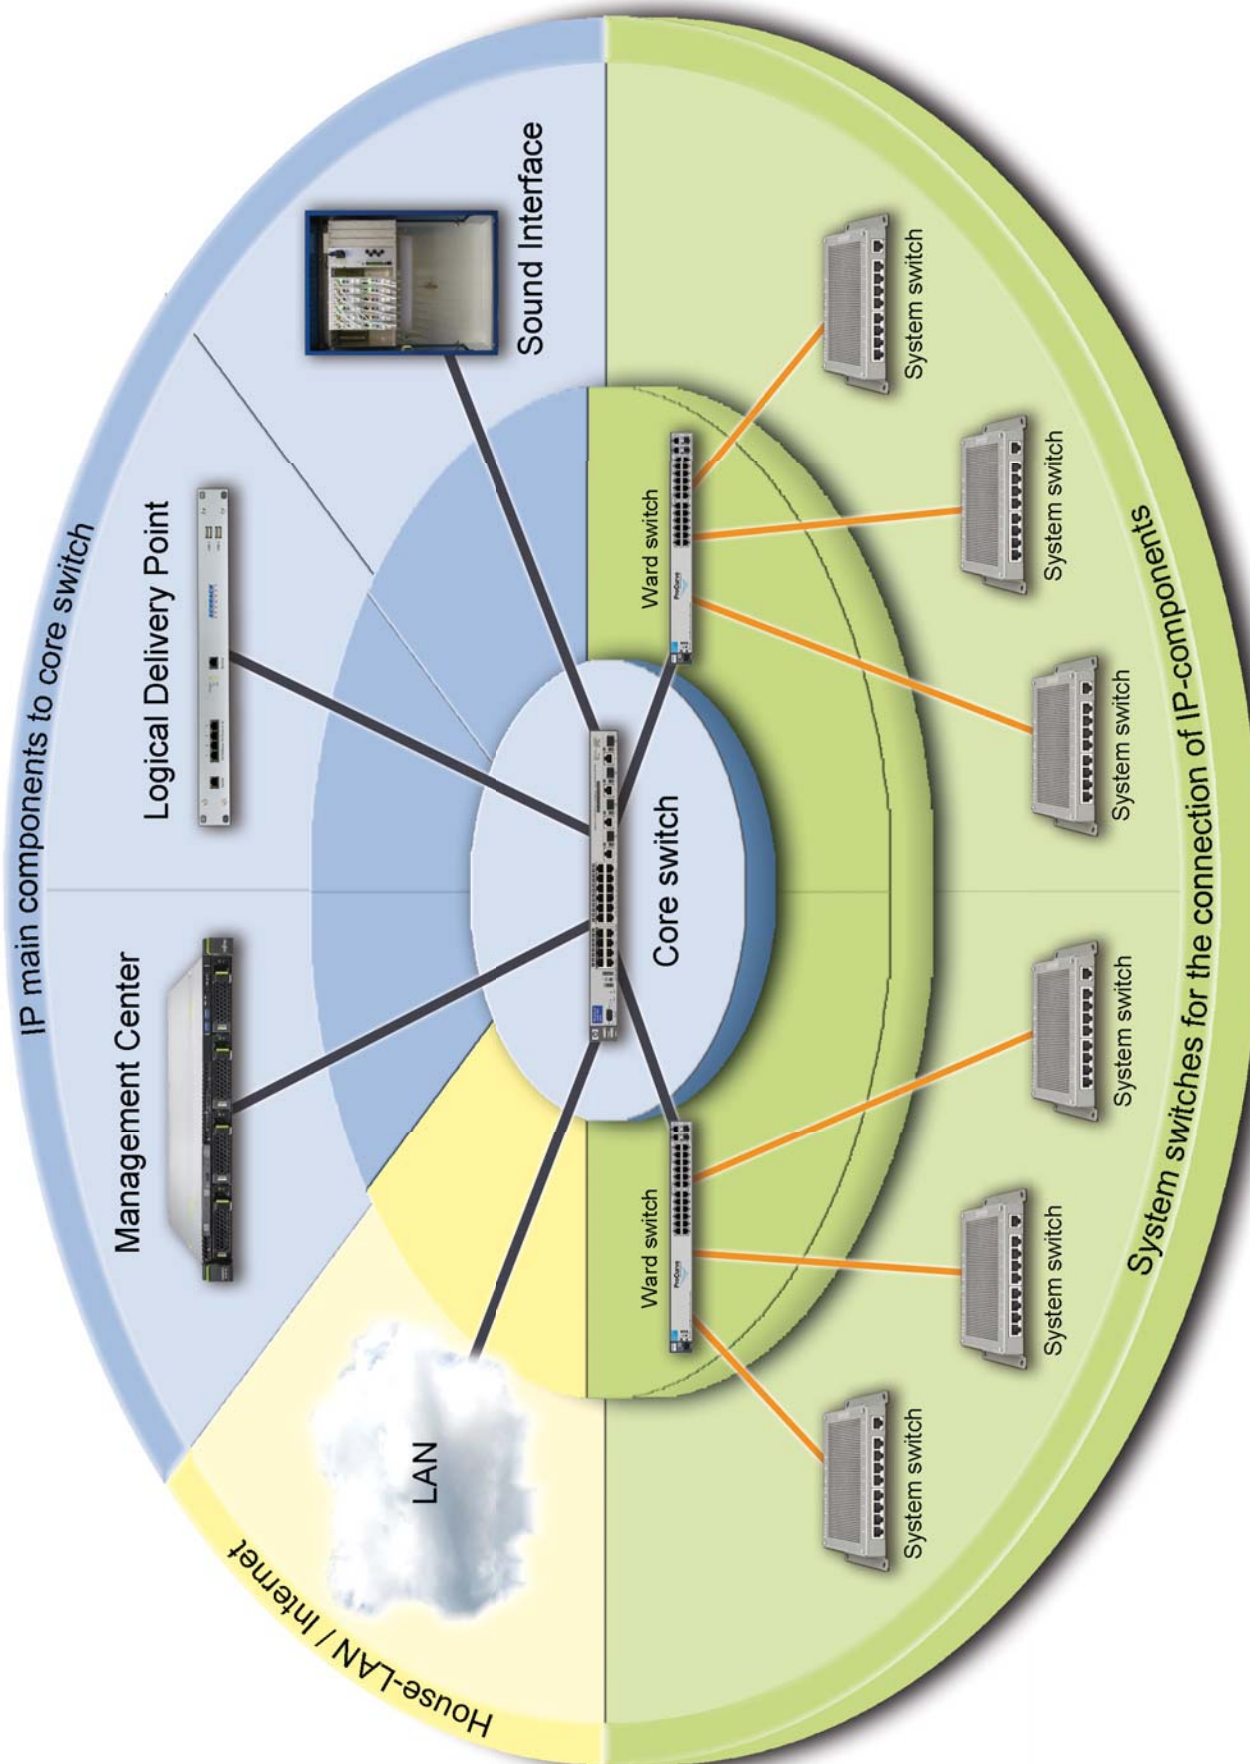 IP main components to core switch
House-LAN / Internet
Management Center
Logical Delivery Point
Sound Interface
LAN
Core switch
Ward switch
Ward switch
ProCurve
ProCurve
System switch
System switch
System switch
System switch
System switch
System switch
System switches for the connection of IP-components